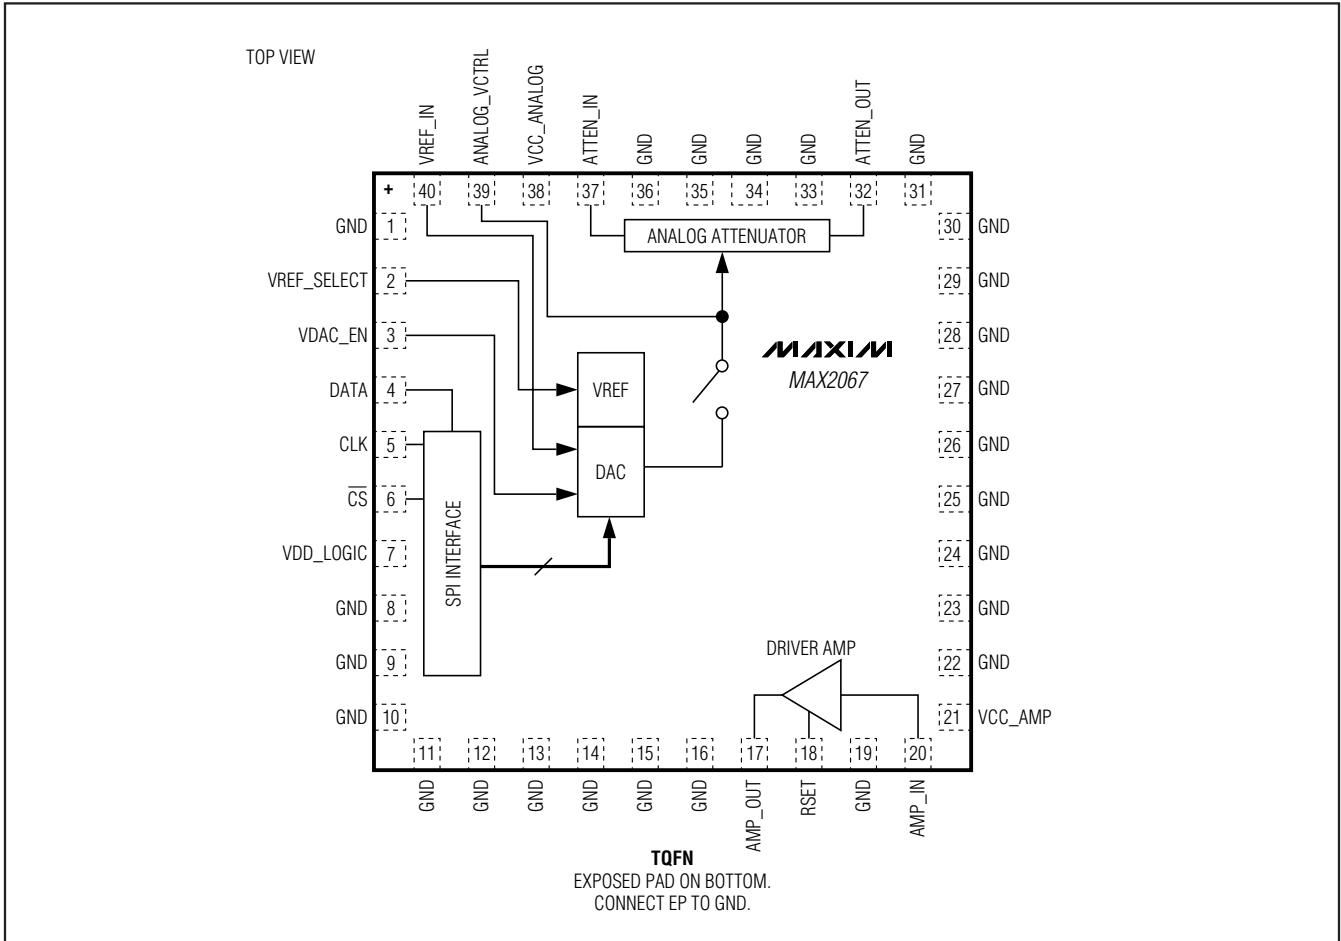 TOP VIEW
VREF_IN
ANALOG_VCTRL
VCC_ANALOG
ATTEN_IN
GND
GND
GND
GND
ATTEN_OUT
GND
+
40
39
38
37
36
35
34
33
32
31
GND
1
VREF_SELECT
2
VDAC_EN
3
DATA
4
CLK
5
CS
6
VDD_LOGIC
7
GND
8
GND
9
GND
10
ANALOG ATTENUATOR
MAXIM
MAX2067
VREF
DAC
SPI INTERFACE
DRIVER AMP
30
GND
29
GND
28
GND
27
GND
26
GND
25
GND
24
GND
23
GND
22
GND
21
VCC_AMP
11
12
13
14
15
16
17
18
19
20
GND
GND
GND
GND
GND
GND
AMP_OUT
RSET
GND
AMP_IN
TQFN
EXPOSED PAD ON BOTTOM.
CONNECT EP TO GND.